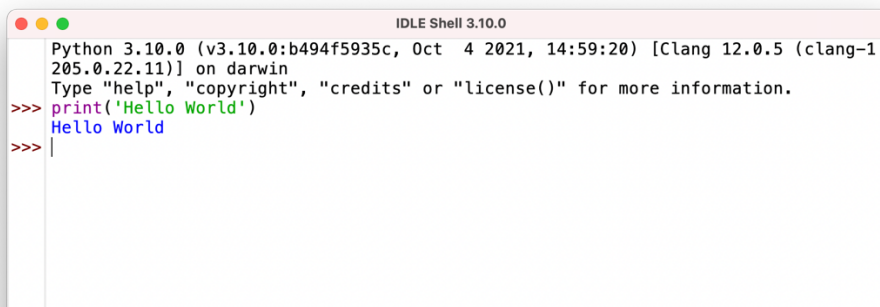 IDLE Shell 3.10.0
Python 3.10.0 (v3.10.0:b494f5935c, Oct  4 2021, 14:59:20) [Clang 12.0.5 (clang-1
205.0.22.11)] on darwin
Type "help", "copyright", "credits" or "license()" for more information.
>>> print('Hello World')
Hello World
>>>